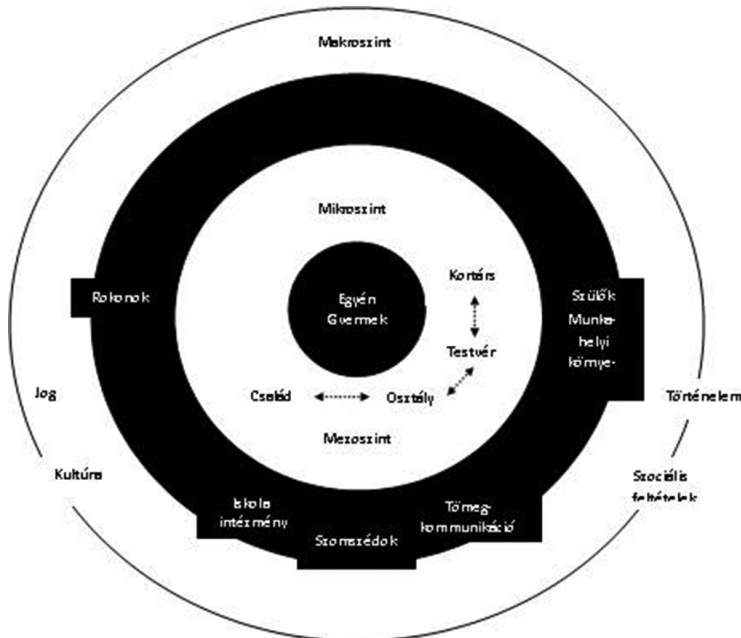 Makroszint
Mikroszint
Kortárs
Rokonok
Egyén
Gyermek
Szülők
Munka-
helyi
környe-
Testvér
Család
Osztály
Jog
Történelem
Mezoszint
Kultúra
Szociális
feltételek
Iskola
intézmény
Tömeg-
kommunikáció
Szomszédok